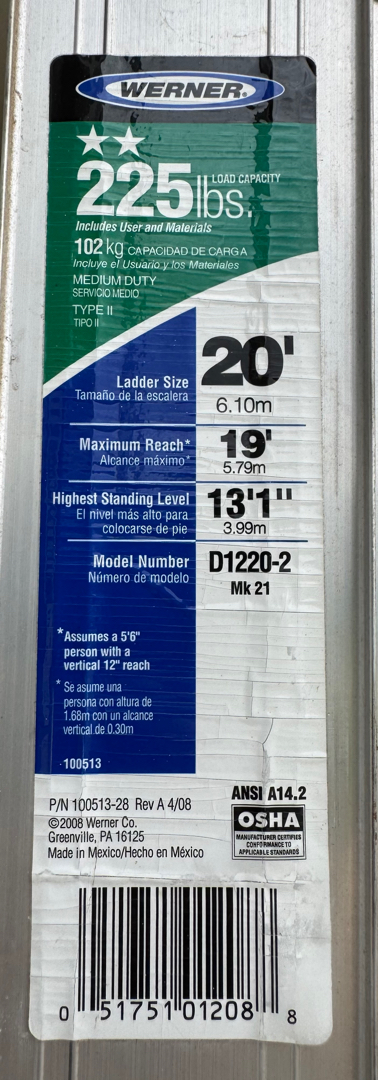 WERNER®
225 lbs. LOAD CAPACITY
Includes User and Materials
102 kg CAPACIDAD DE CARGA
Incluye el Usuario y los Materiales
MEDIUM DUTY
SERVICIO MEDIO
TYPE II
TIPO II
Ladder Size 20'
Tamaño de la escalera 6.10m
Maximum Reach* 19'
Alcance máximo* 5.79m
Highest Standing Level 13'1"
El nivel más alto para
colocarse de pie 3.99m
Model Number D1220-2
Número de modelo Mk 21
*Assumes a 5'6"
person with a
vertical 12" reach
* Se asume una
persona con altura de
1.68m con un alcance
vertical de 0.30m
100513
P/N 100513-28 Rev A 4/08
©2008 Werner Co.
Greenville, PA 16125
Made in Mexico/Hecho en México
ANSI A14.2
OSHA
MANUFACTURER CERTIFIES
CONFORMANCE TO
APPLICABLE STANDARDS
0 51751 01208 8